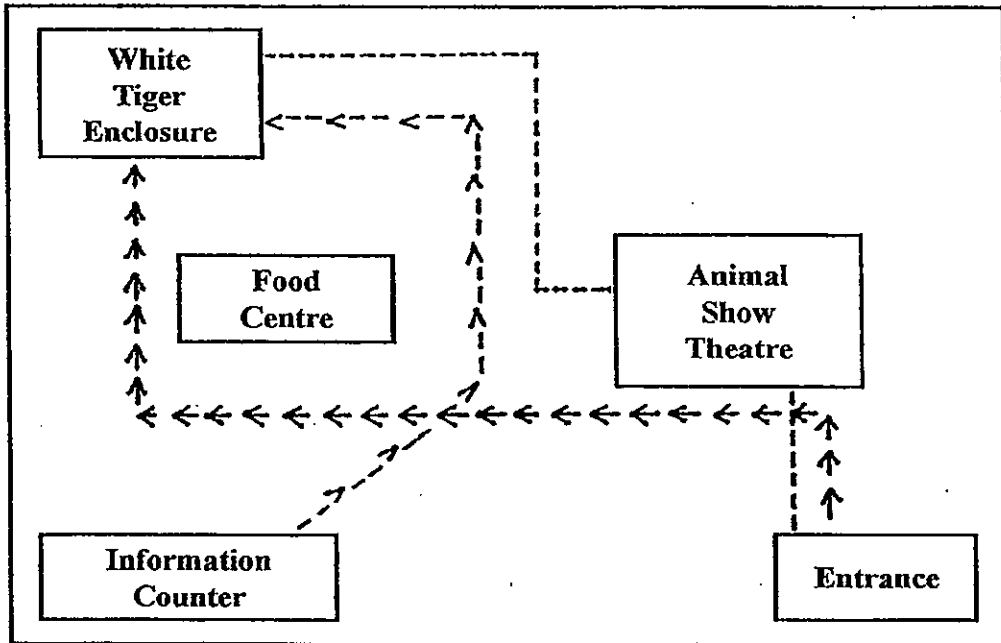 White
Tiger
Enclosure
Food
Centre
Animal
Show
Theatre
Information
Counter
Entrance